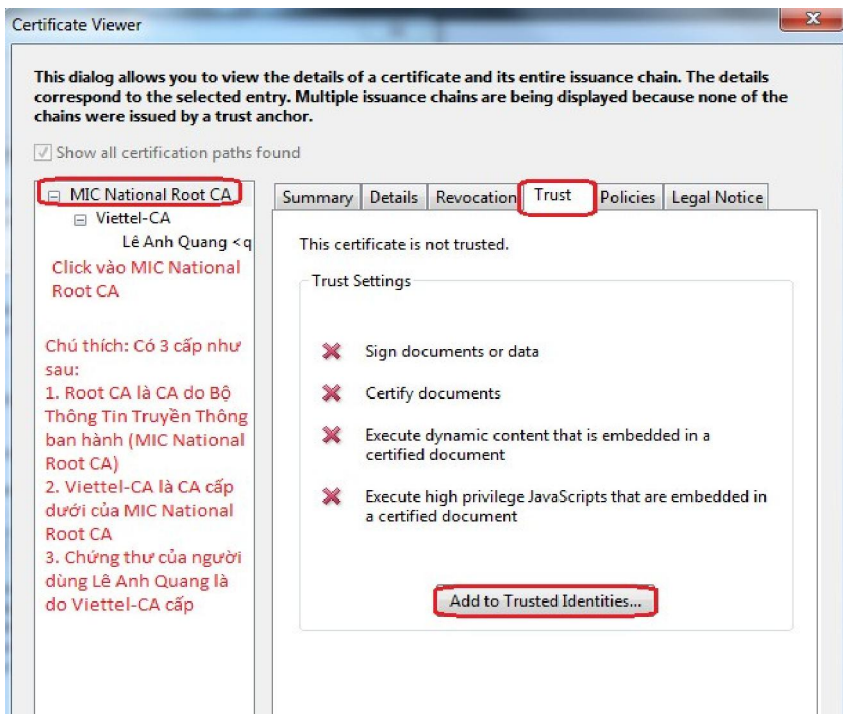 Certificate Viewer
This dialog allows you to view the details of a certificate and its entire issuance chain. The details
correspond to the selected entry. Multiple issuance chains are being displayed because none of the
chains were issued by a trust anchor.
Show all certification paths found
MIC National Root CA
Viettel-CA
Lê Anh Quang <q
Click vào MIC National
Root CA
Chú thích: Có 3 cấp như
sau:
1. Root CA là CA do Bộ
Thông Tin Truyền Thông
ban hành (MIC National
Root CA)
2. Viettel-CA là CA cấp
dưới của MIC National
Root CA
3. Chứng thư của người
dùng Lê Anh Quang là
do Viettel-CA cấp
Summary Details Revocation Trust Policies Legal Notice
This certificate is not trusted.
Trust Settings
Sign documents or data
Certify documents
Execute dynamic content that is embedded in a
certified document
Execute high privilege JavaScripts that are embedded in
a certified document
Add to Trusted Identities...